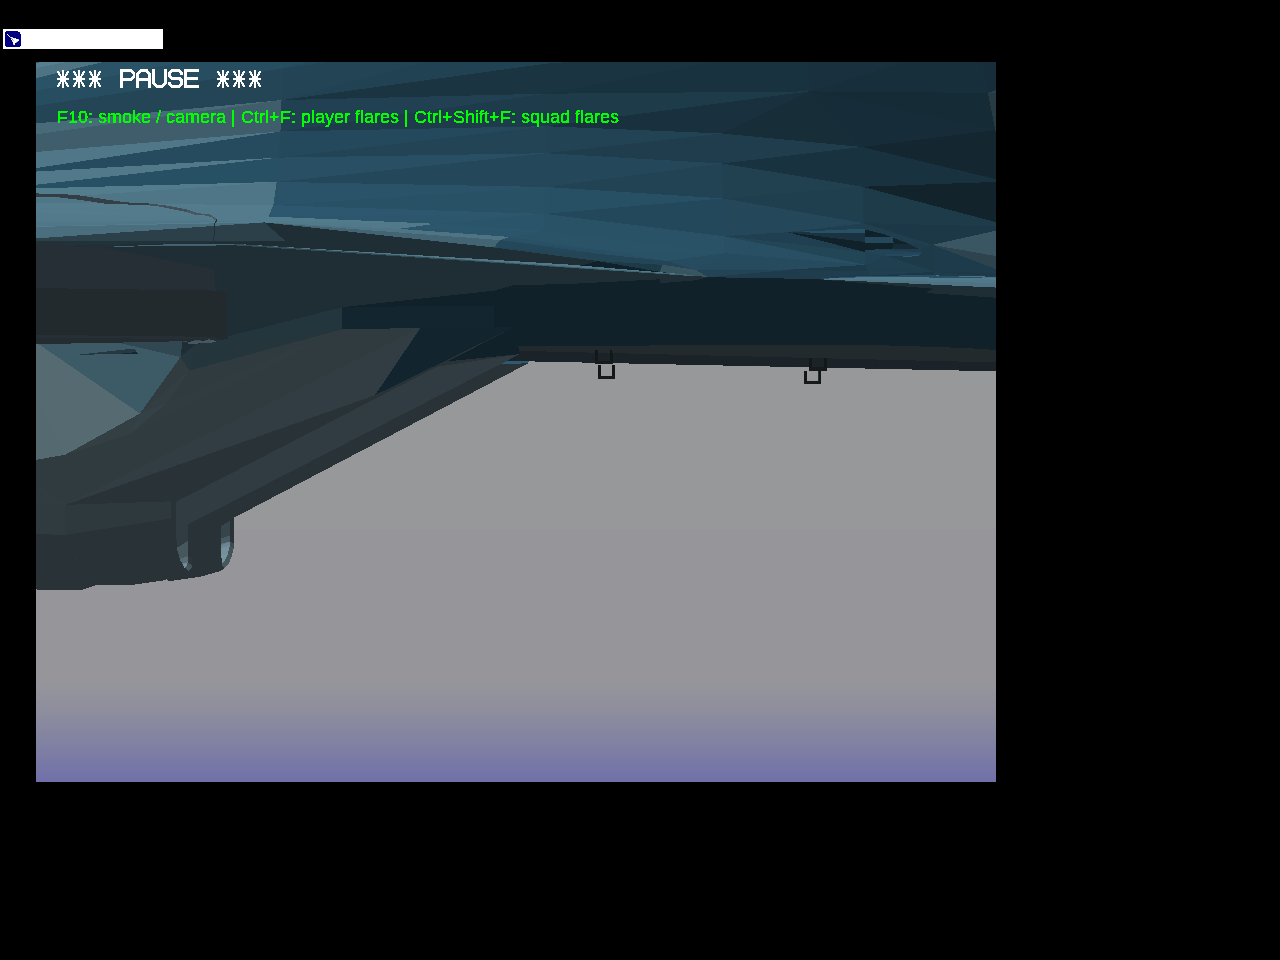 *** PAUSE ***
F10: smoke / camera | Ctrl+F: player flares | Ctrl+Shift+F: squad flares